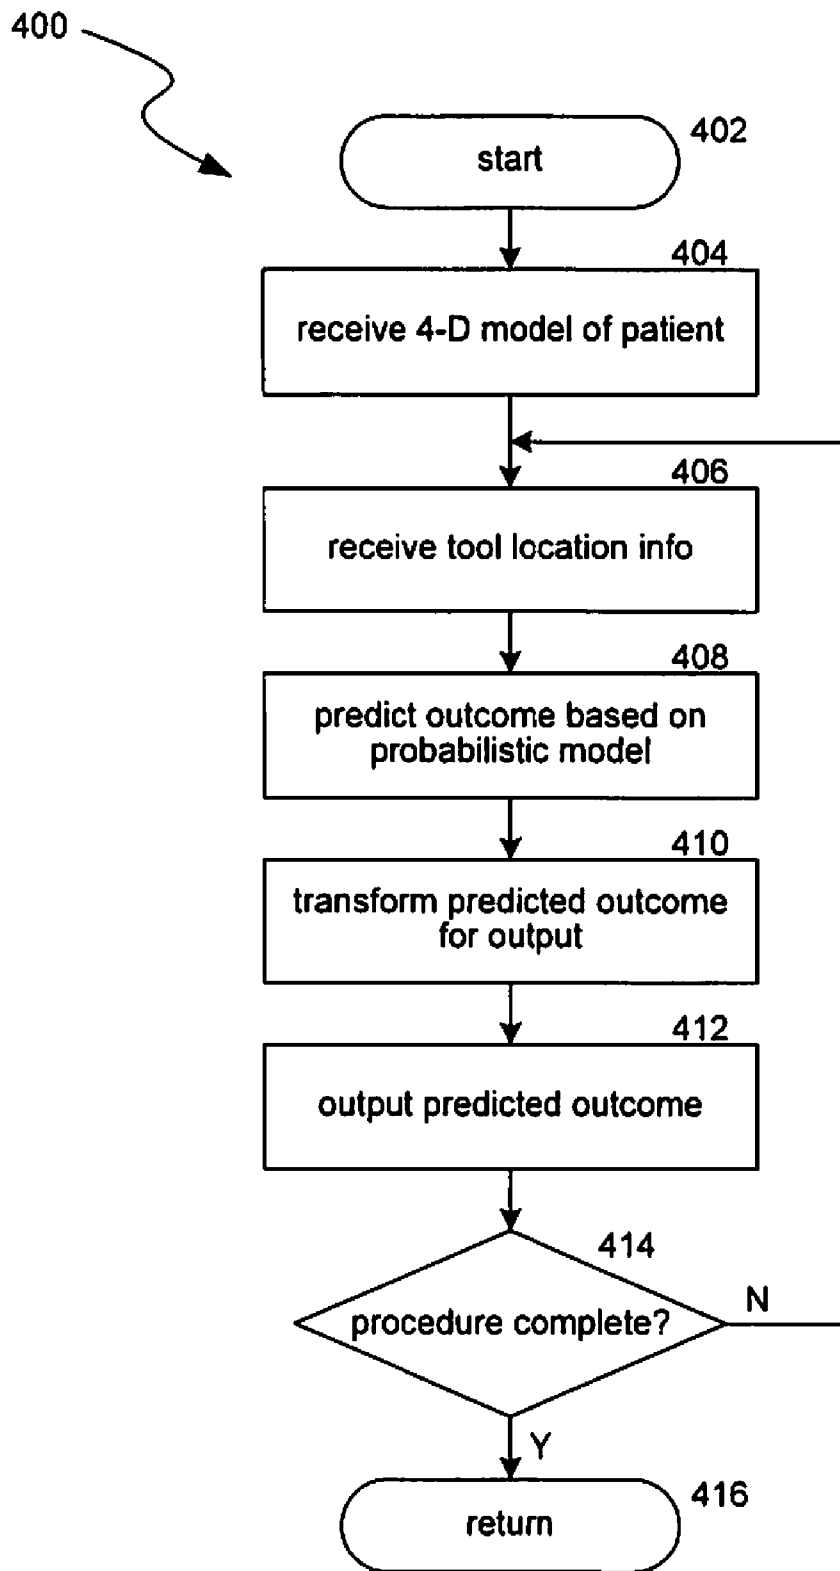 400
402
start
404
receive 4-D model of patient
406
receive tool location info
408
predict outcome based on
probabilistic model
410
transform predicted outcome
for output
412
output predicted outcome
414
procedure complete?
N
Y
416
return